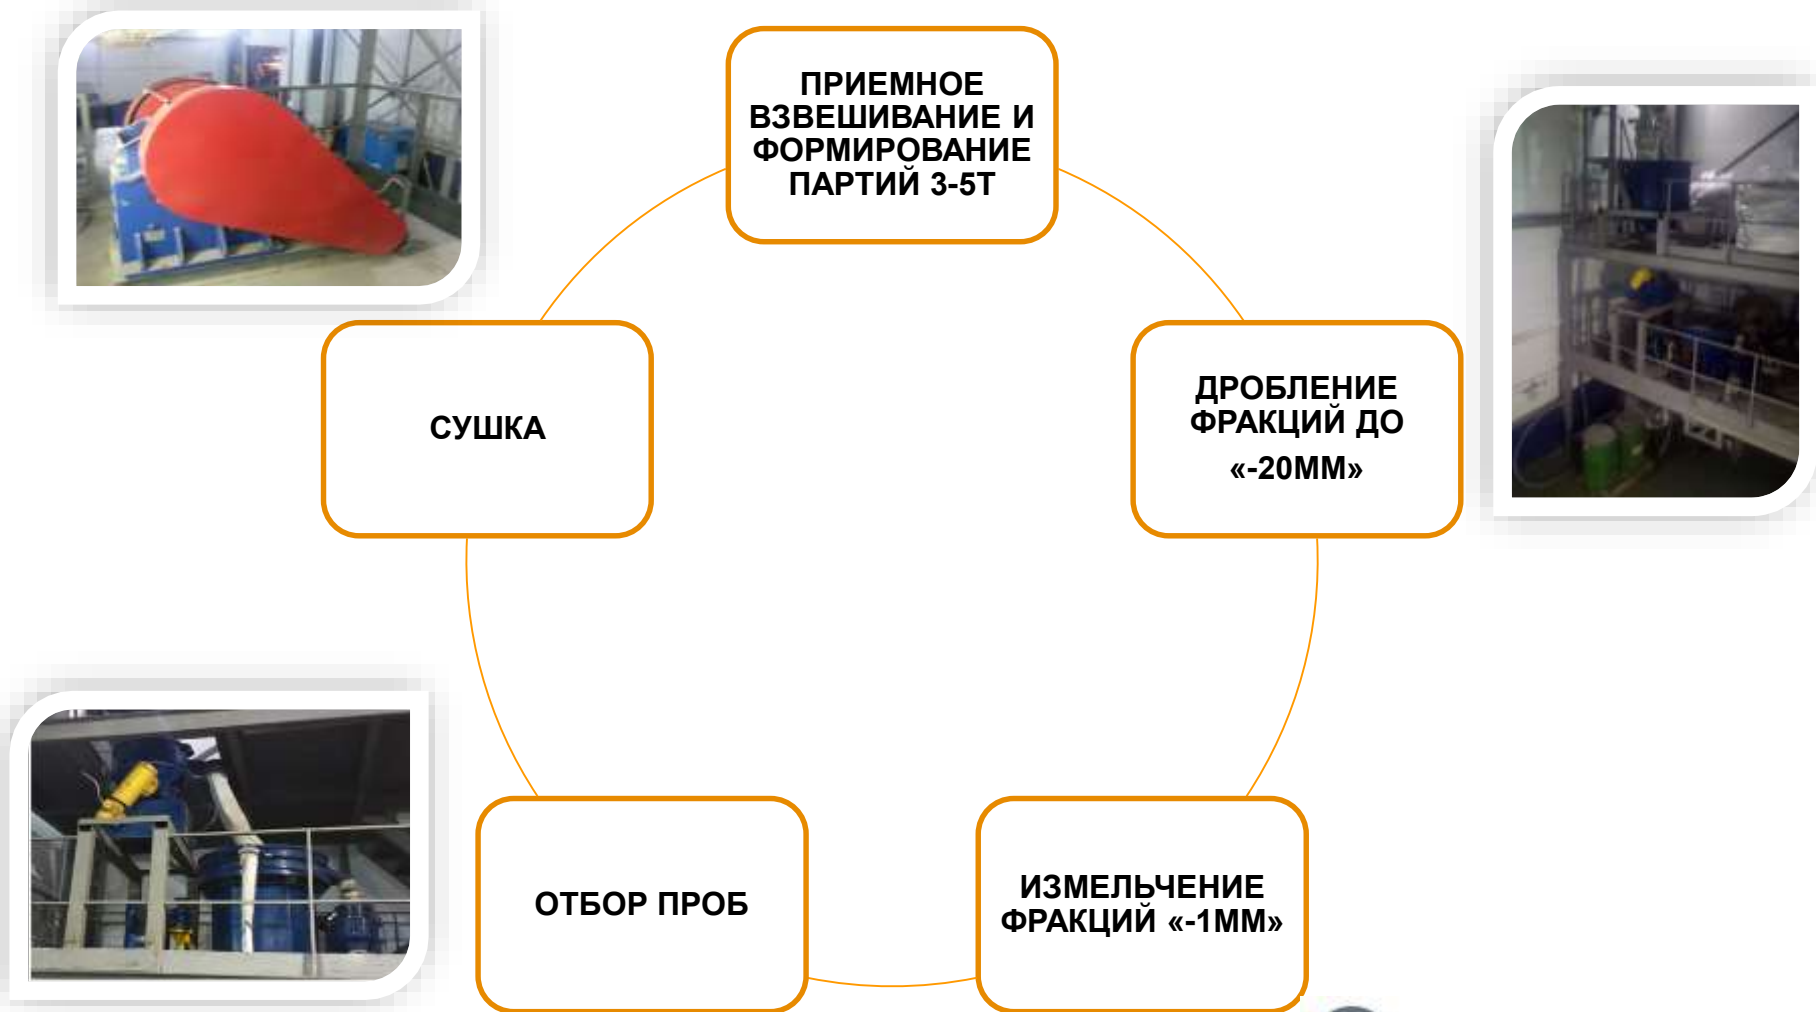 ПРИЕМНОЕ
ВЗВЕШИВАНИЕ И
ФОРМИРОВАНИЕ
ПАРТИЙ 3-5Т
ДРОБЛЕНИЕ
ФРАКЦИЙ ДО
«-20ММ»
ИЗМЕЛЬЧЕНИЕ
ФРАКЦИЙ «-1ММ»
ОТБОР ПРОБ
СУШКА